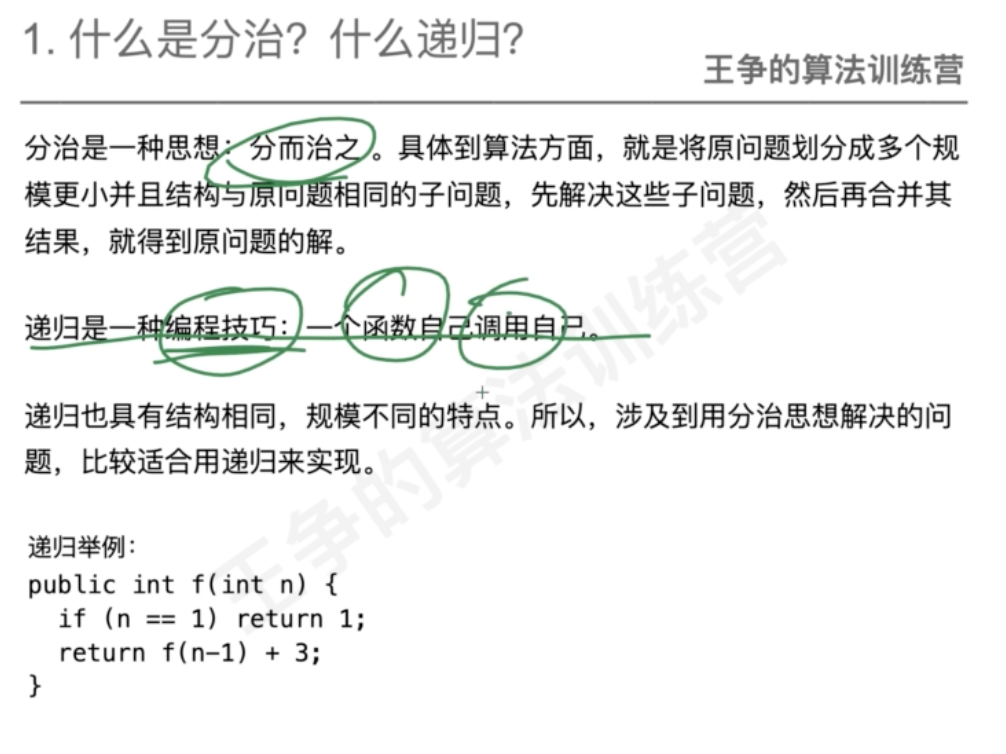 1. 什么是分治？什么递归？
王争的算法训练营
分治是一种思想：分而治之 。具体到算法方面，就是将原问题划分成多个规
模更小并且结构与原问题相同的子问题，先解决这些子问题，然后再合并其
结果，就得到原问题的解。
递归是一种编程技巧：一个函数自己调用自己。
递归也具有结构相同，规模不同的特点。所以，涉及到用分治思想解决的问
题，比较适合用递归来实现。
递归举例：
public int f(int n) {
  if (n == 1) return 1;
  return f(n-1) + 3;
}
王争的算法训练营